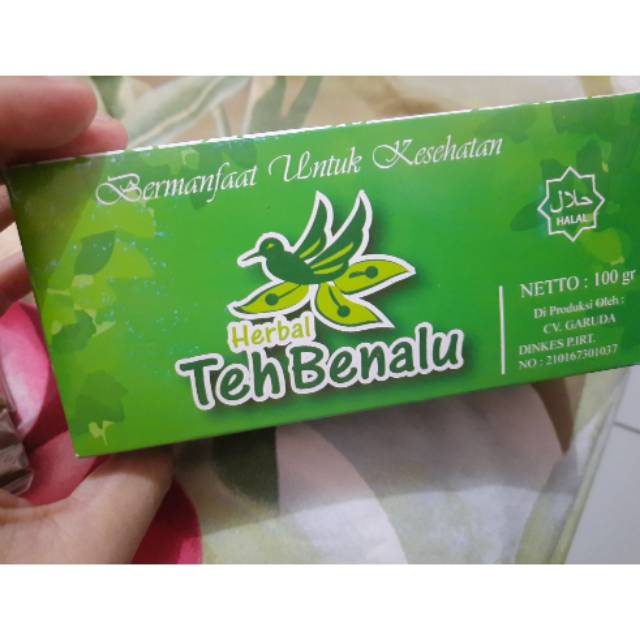 Bermanfaat Untuk Kesehatan
حلال
HALAL
Herbal
Teh Benalu
NETTO : 100 gr
Di Produksi Oleh :
CV. GARUDA
DINKES P.IRT.
NO : 210167301037